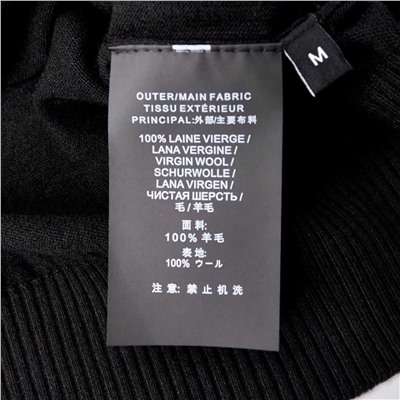 M
OUTER/MAIN FABRIC
TISSU EXTÉRIEUR
PRINCIPAL:外部/主要布料
100% LAINE VIERGE /
LANA VERGINE /
VIRGIN WOOL /
SCHURWOLLE /
LANA VIRGEN /
ЧИСТАЯ ШЕРСТЬ /
毛 / 羊毛
面料:
100% 羊毛
表地:
100% ウール
注意: 禁止机洗